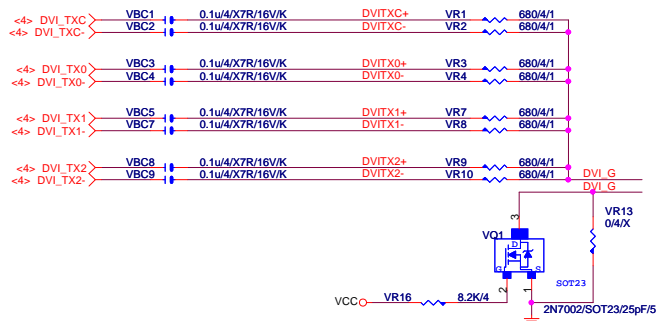 <4> DVI_TXC VBC1 0.1u/4/X7R/16V/K DVITXC+ VR1 680/4/1
<4> DVI_TXC- VBC2 0.1u/4/X7R/16V/K DVITXC- VR2 680/4/1
<4> DVI_TX0 VBC3 0.1u/4/X7R/16V/K DVITX0+ VR3 680/4/1
<4> DVI_TX0- VBC4 0.1u/4/X7R/16V/K DVITX0- VR4 680/4/1
<4> DVI_TX1 VBC5 0.1u/4/X7R/16V/K DVITX1+ VR7 680/4/1
<4> DVI_TX1- VBC7 0.1u/4/X7R/16V/K DVITX1- VR8 680/4/1
<4> DVI_TX2 VBC8 0.1u/4/X7R/16V/K DVITX2+ VR9 680/4/1
<4> DVI_TX2- VBC9 0.1u/4/X7R/16V/K DVITX2- VR10 680/4/1
DVI_G
DVI_G
3
VR13
0/4/X
VQ1
D
G S
SOT23
2 1
VCC VR16 8.2K/4
2N7002/SOT23/25pF/5